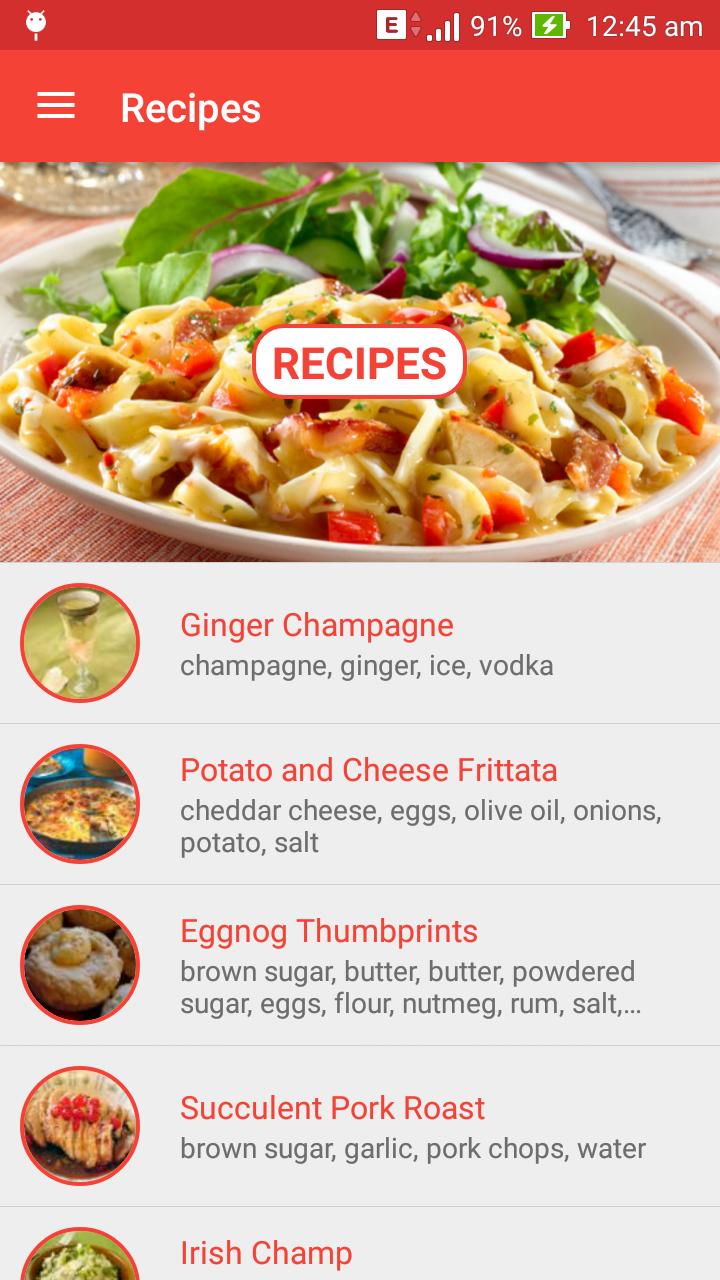 E 91% 12:45 am
Recipes
RECIPES
Ginger Champagne
champagne, ginger, ice, vodka
Potato and Cheese Frittata
cheddar cheese, eggs, olive oil, onions,
potato, salt
Eggnog Thumbprints
brown sugar, butter, butter, powdered
sugar, eggs, flour, nutmeg, rum, salt,...
Succulent Pork Roast
brown sugar, garlic, pork chops, water
Irish Champ